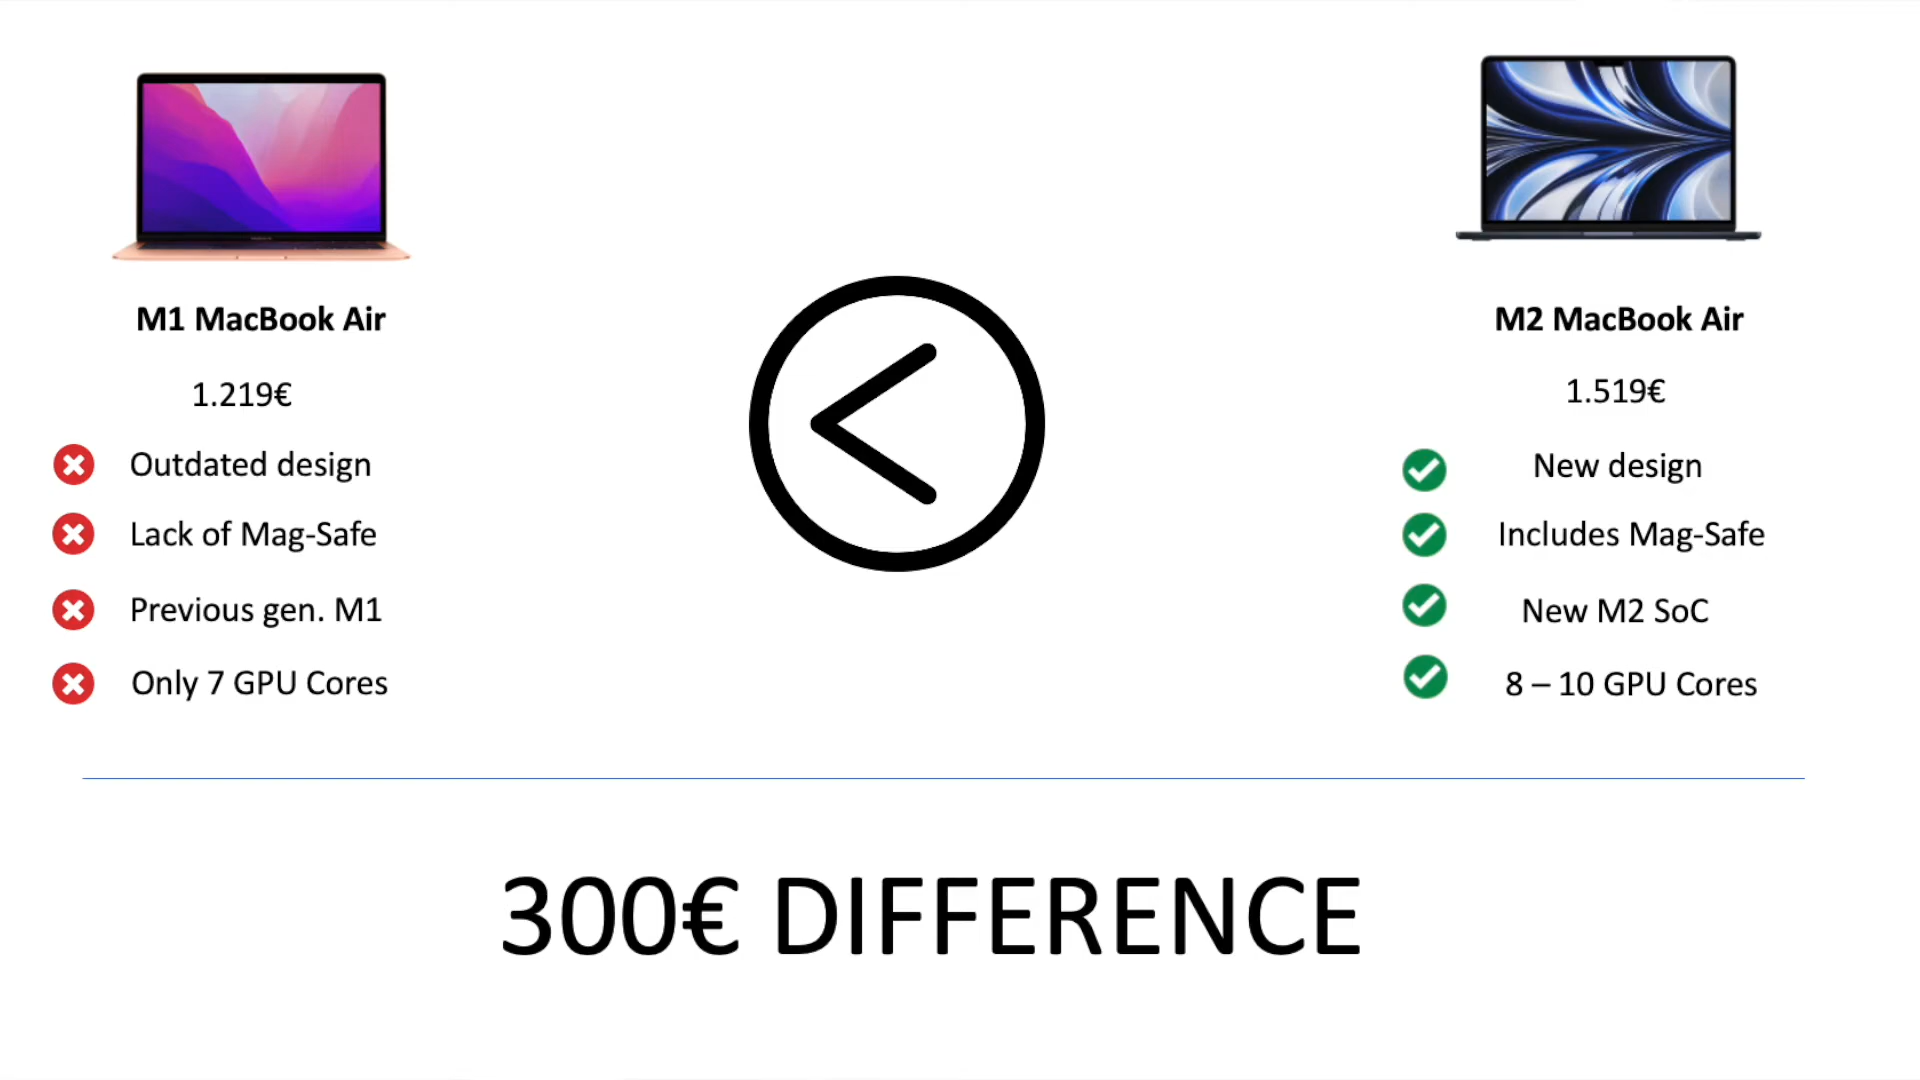 M1 MacBook Air
1.219€
Outdated design
Lack of Mag-Safe
Previous gen. M1
Only 7 GPU Cores
M2 MacBook Air
1.519€
New design
Includes Mag-Safe
New M2 SoC
8 – 10 GPU Cores
300€ DIFFERENCE